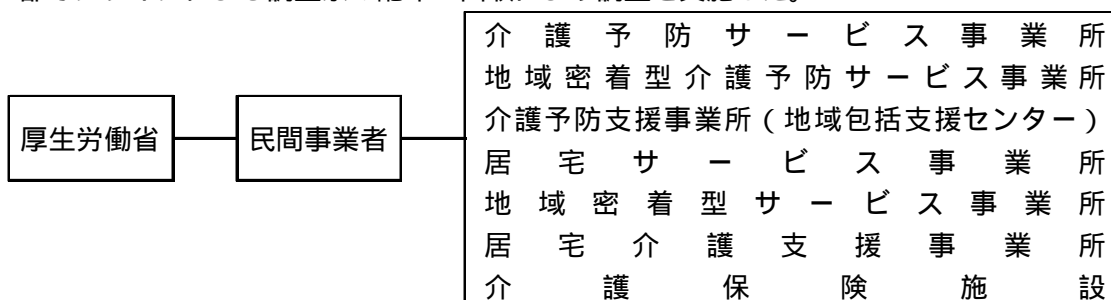 厚生労働省
民間事業者
介護予防サービス事業所
地域密着型介護予防サービス事業所
介護予防支援事業所（地域包括支援センター）
居宅サービス事業所
地域密着型サービス事業所
居宅介護支援事業所
介護保険施設